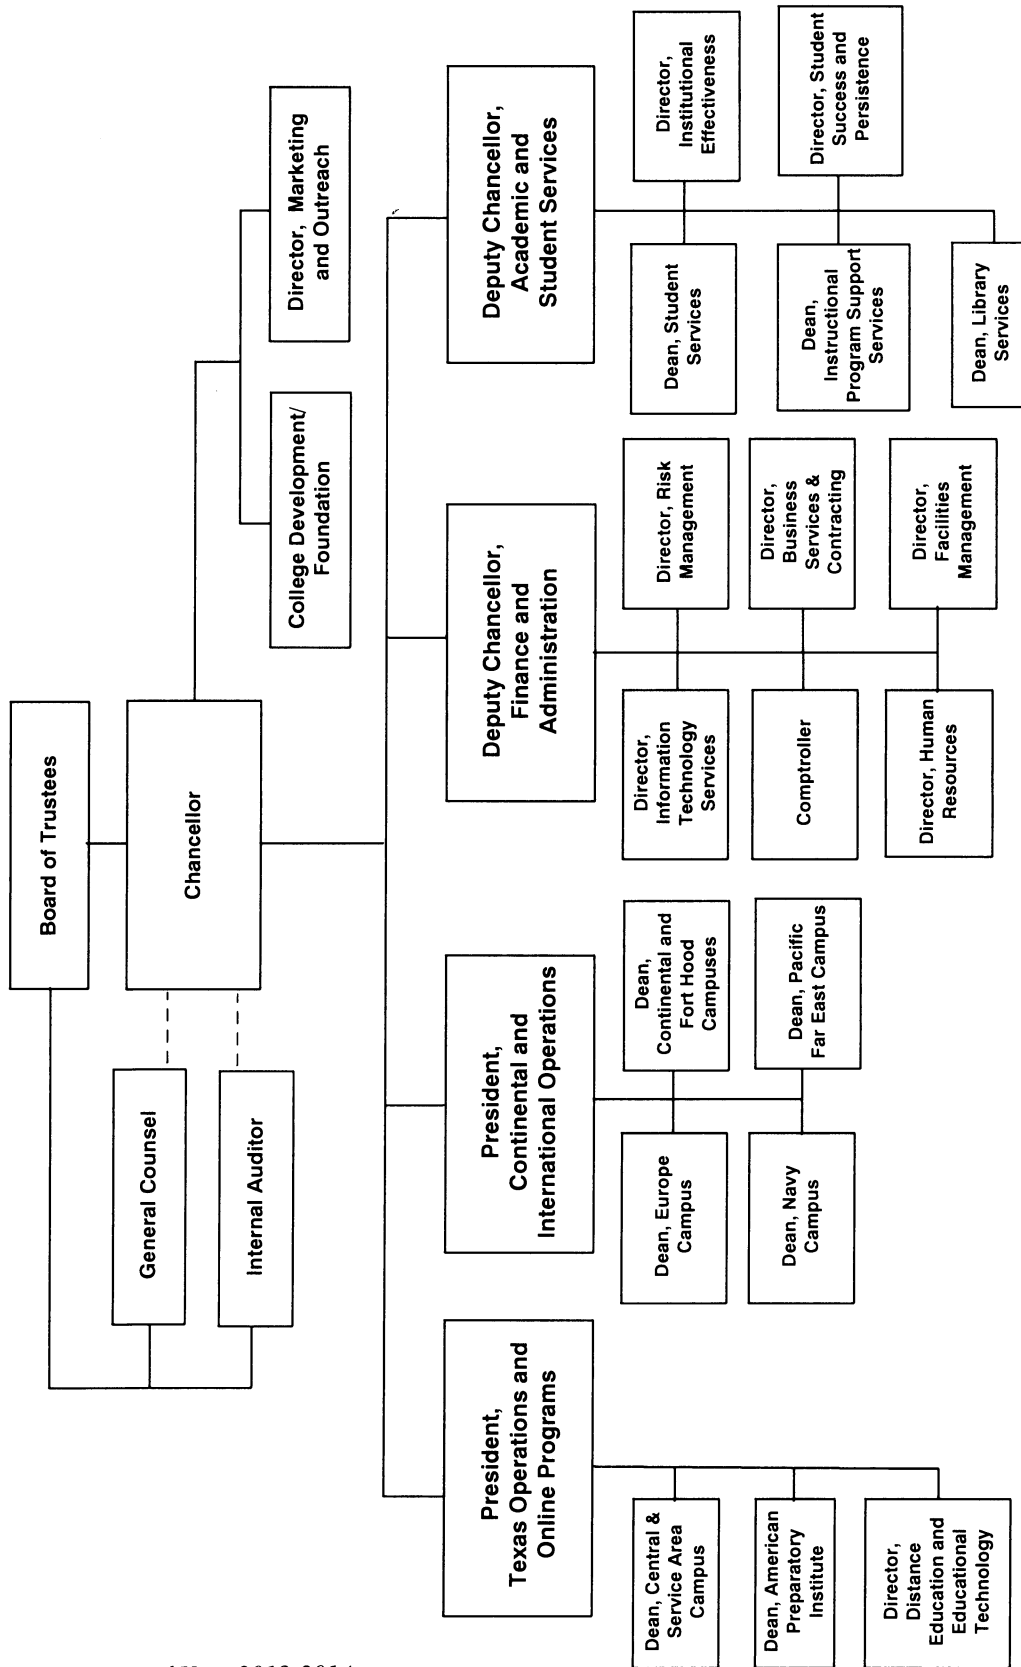 Board of Trustees
Chancellor
General Counsel
Internal Auditor
College Development/
Foundation
Director, Marketing
and Outreach
President,
Texas Operations and
Online Programs
Dean, Central &
Service Area
Campus
Dean, American
Preparatory
Institute
Director,
Distance
Education and
Educational
Technology
President,
Continental and
International Operations
Dean, Europe
Campus
Dean,
Continental and
Fort Hood
Campuses
Dean, Navy
Campus
Dean, Pacific
Far East Campus
Deputy Chancellor,
Finance and
Administration
Director,
Information
Technology
Services
Director, Risk
Management
Comptroller
Director,
Business
Services &
Contracting
Director, Human
Resources
Director,
Facilities
Management
Deputy Chancellor,
Academic and
Student Services
Dean, Student
Services
Director,
Institutional
Effectiveness
Dean,
Instructional
Program Support
Services
Director, Student
Success and
Persistence
Dean, Library
Services